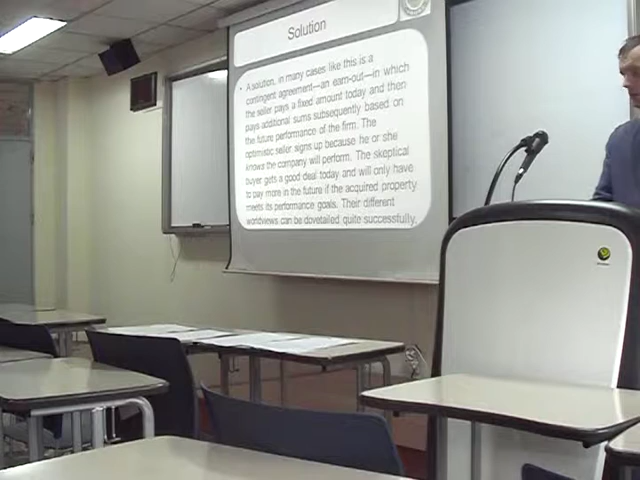 Solution
• A solution, in many cases like this is a
contingent agreement—an earn-out—in which
the seller pays a fixed amount today and then
pays additional sums subsequently based on
the future performance of the firm. The
optimistic seller signs up because he or she
knows the company will perform. The skeptical
buyer gets a good deal today and will only have
to pay more in the future if the acquired property
meets its performance goals. Their different
worldviews can be dovetailed quite successfully.